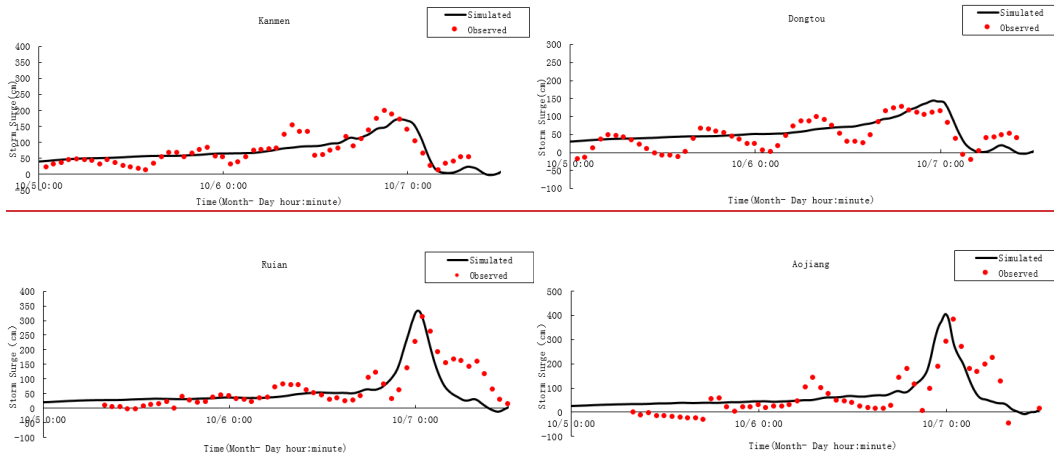 Kanmen
Simulated
Observed
Storm Surge(cm)
400
350
300
250
200
150
100
50
0
-50
10/5 0:00
10/6 0:00
10/7 0:00
Time(Month- Day hour:minute)
Dongtou
Simulated
Observed
Storm Surge(cm)
300
250
200
150
100
50
0
-50
-100
10/5 0:00
10/6 0:00
10/7 0:00
Time(Month- Day hour:minute)
Ruian
Simulated
Observed
Storm Surge (cm)
400
350
300
250
200
150
100
50
0
-50
-100
10/5 0:00
10/6 0:00
10/7 0:00
Time(Month- Day hour:minute)
Aojiang
Simulated
Observed
Storm Surge (cm)
500
400
300
200
100
0
-100
10/5 0:00
10/6 0:00
10/7 0:00
Time(Month- Day hour:minute)